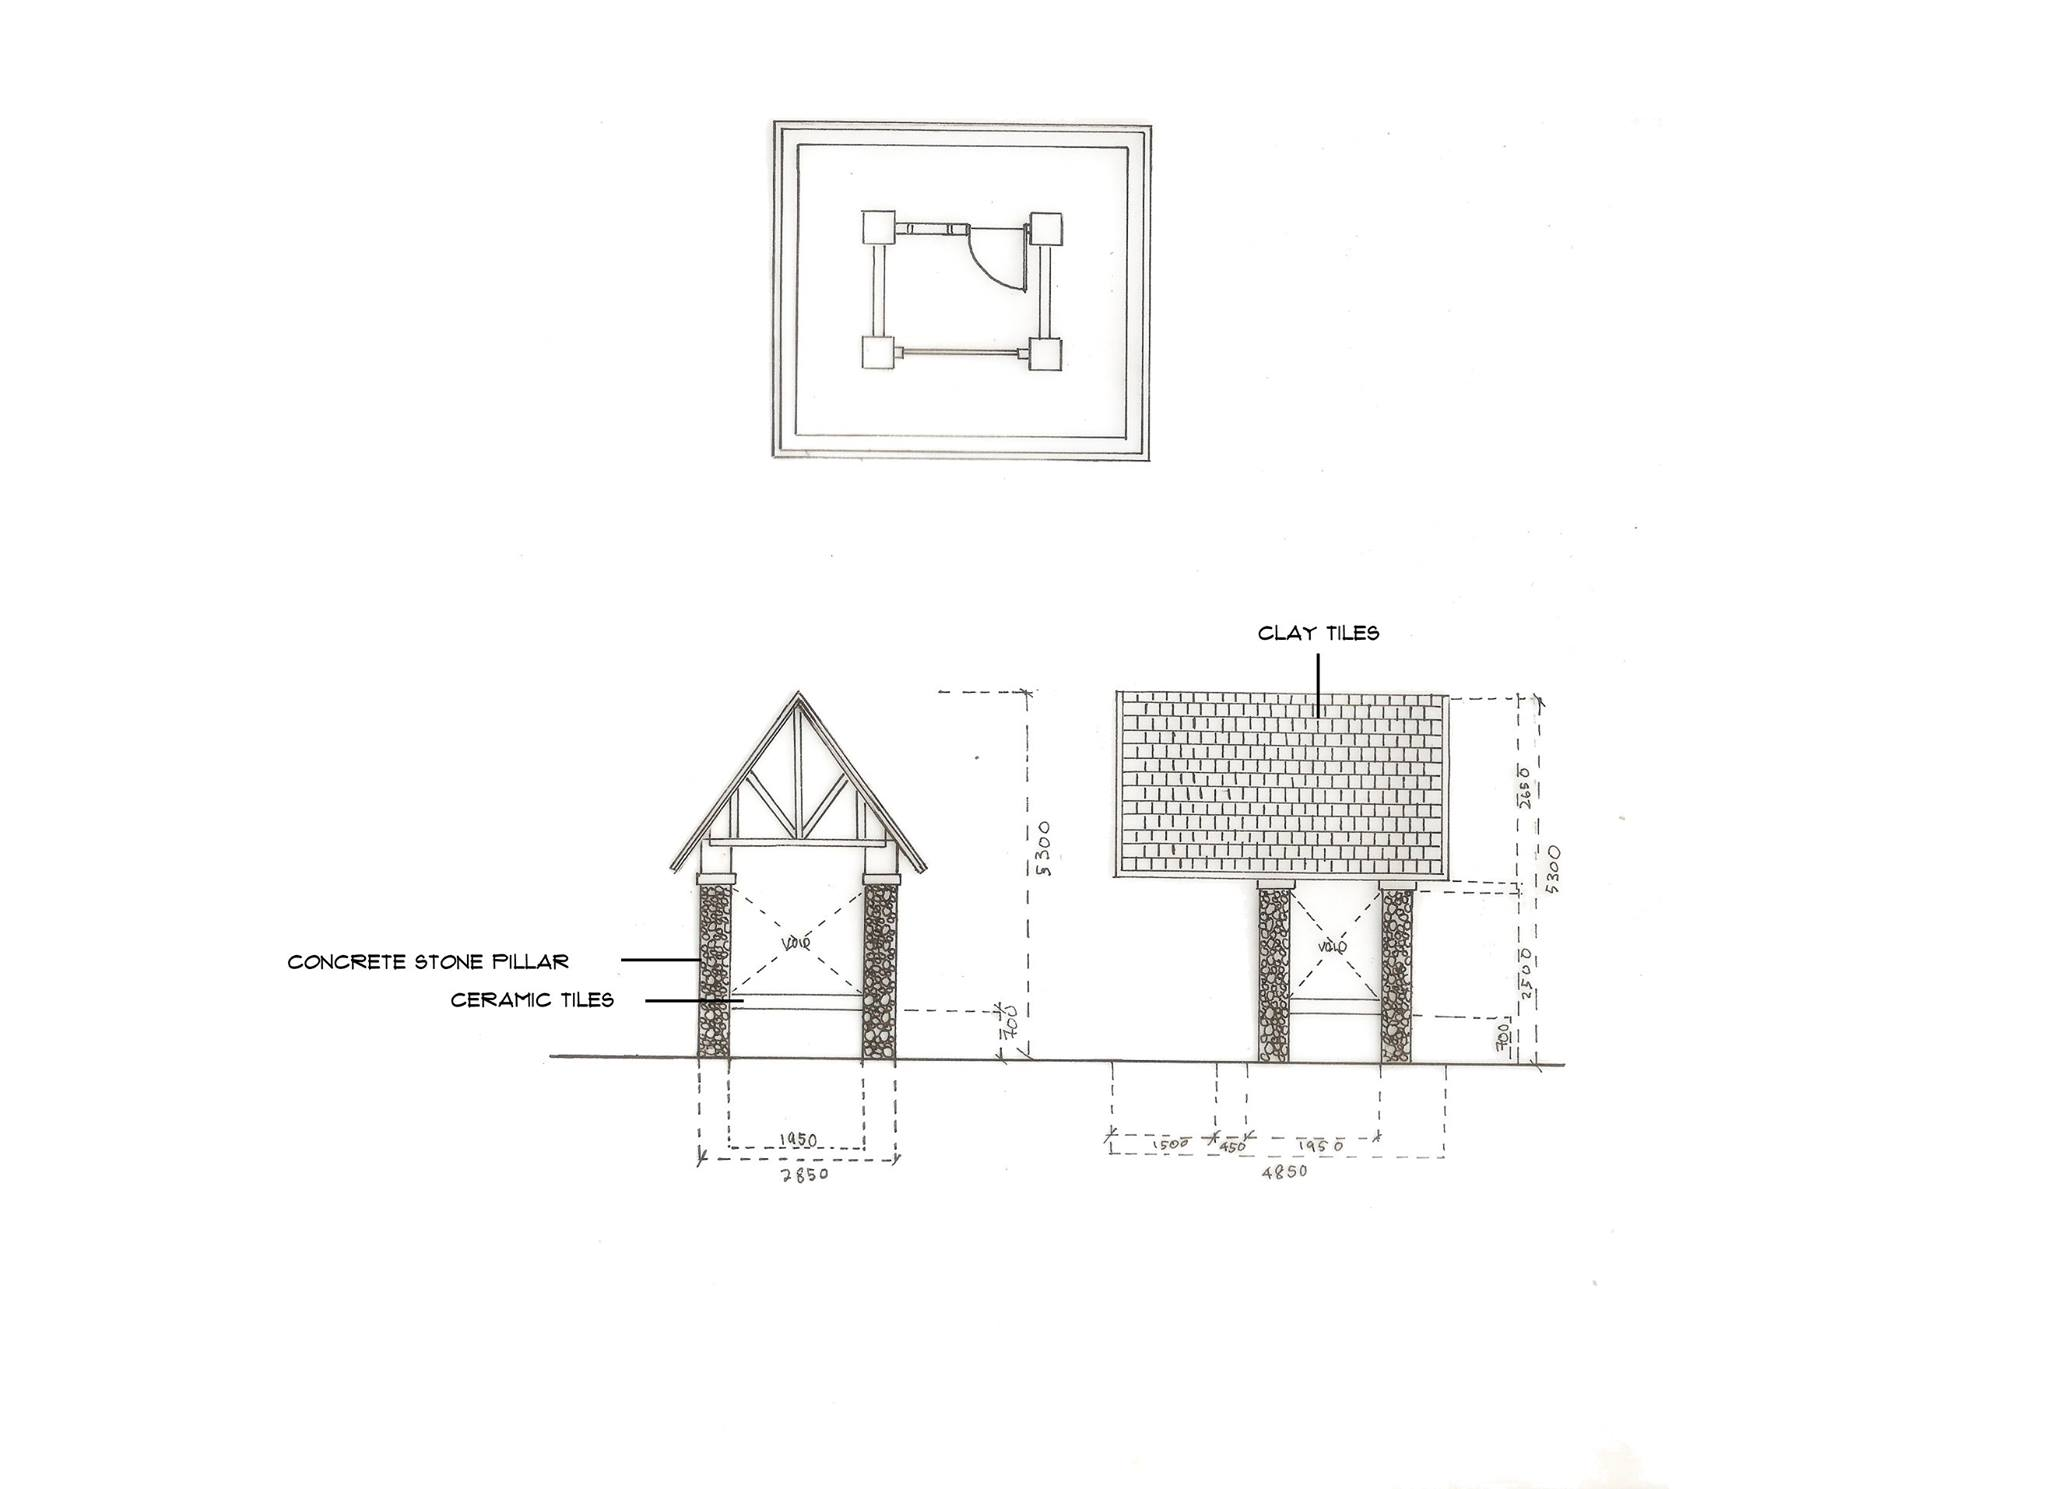 CLAY TILES
2650
5300
5300
VOID
VOID
CONCRETE STONE PILLAR
2500
CERAMIC TILES
700
700
1950
1500 450 1950
2850
4850